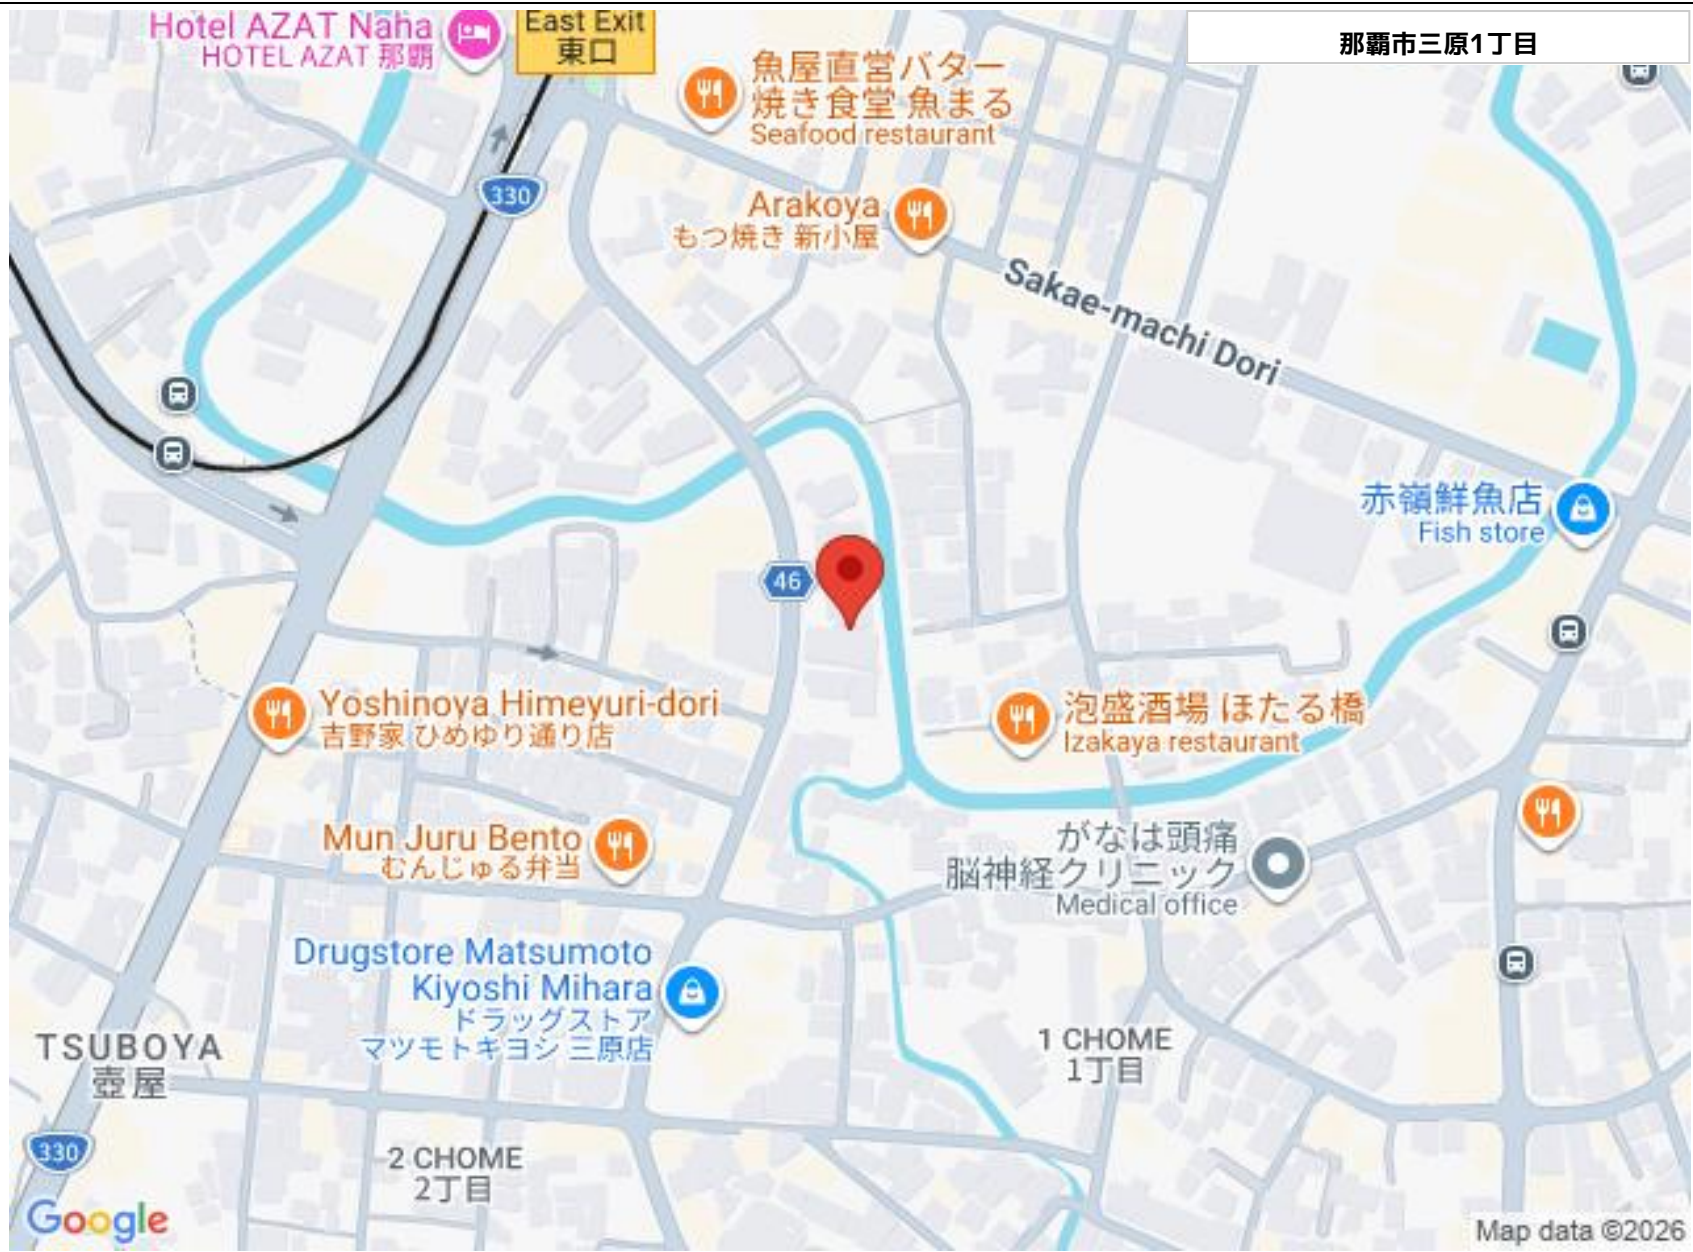 Hotel AZAT Naha
HOTEL AZAT 那覇
East Exit
東口
那覇市三原1丁目
魚屋直営バター
焼き食堂 魚まる
Seafood restaurant
330
Arakoya
もつ焼き 新小屋
Sakae-machi Dori
赤嶺鮮魚店
Fish store
46
Yoshinoya Himeyuri-dori
吉野家 ひめゆり通り店
泡盛酒場 ほたる橋
Izakaya restaurant
Mun Juru Bento
むんじゅる弁当
がなは頭痛
脳神経クリニック
Medical office
Drugstore Matsumoto
Kiyoshi Mihara
ドラッグストア
マツモトキヨシ 三原店
TSUBOYA
壺屋
1 CHOME
1丁目
330
2 CHOME
2丁目
Google
Map data ©2026